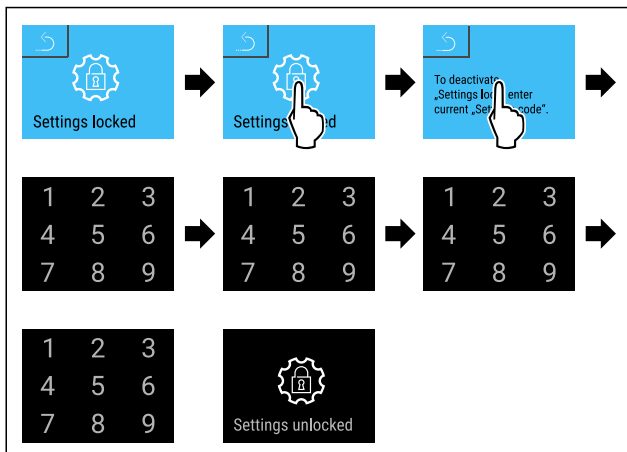 Settings locked
Settings
To deactivate
„Settings enter
current code“.
1 2 3
4 5 6
7 8 9
1 2 3
4 5 6
7 8 9
1 2 3
4 5 6
7 8 9
1 2 3
4 5 6
7 8 9
Settings unlocked